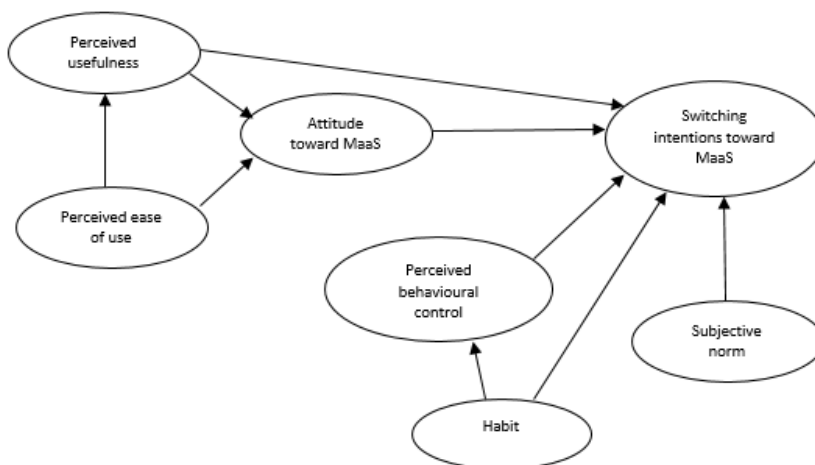 Perceived
usefulness
Attitude
toward MaaS
Switching
intentions toward
MaaS
Perceived ease
of use
Perceived
behavioural
control
Subjective
norm
Habit